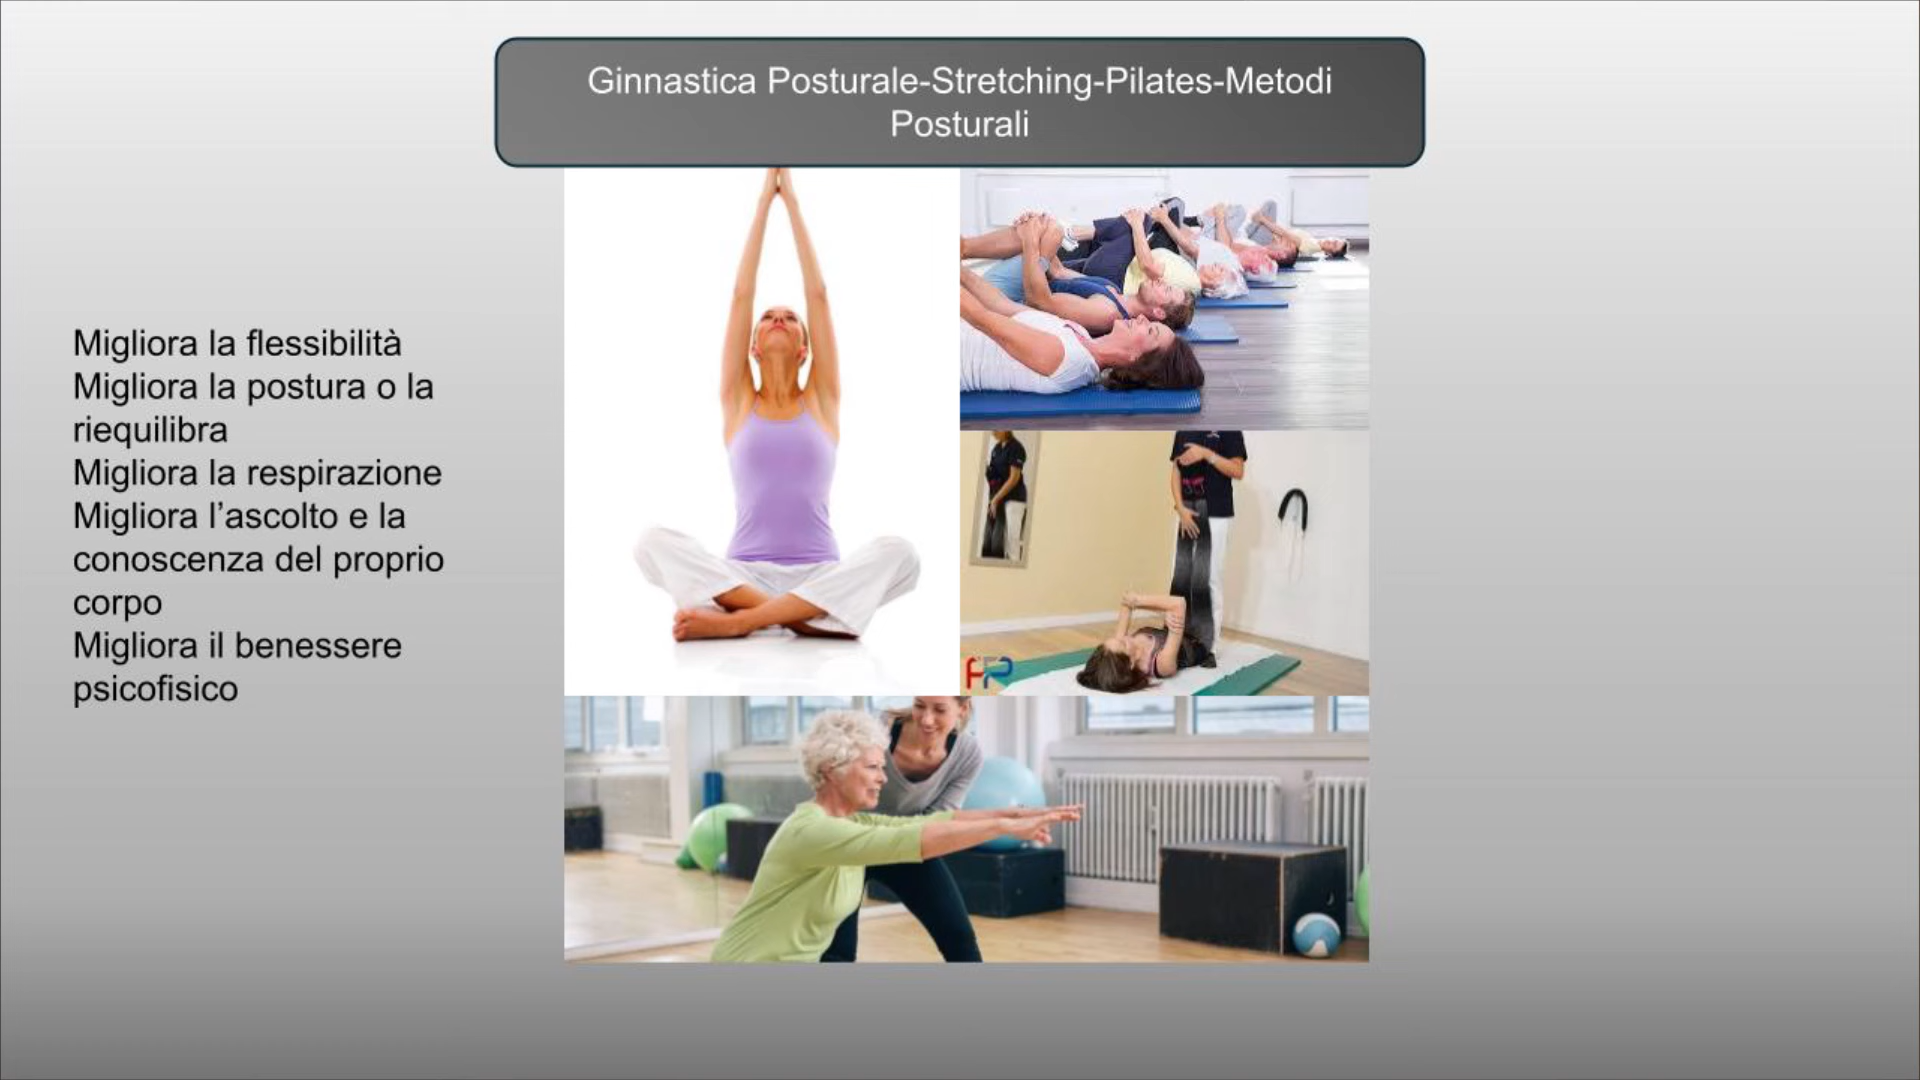 Ginnastica Posturale-Stretching-Pilates-Metodi
Posturali
Migliora la flessibilità
Migliora la postura o la
riequilibra
Migliora la respirazione
Migliora l’ascolto e la
conoscenza del proprio
corpo
Migliora il benessere
psicofisico